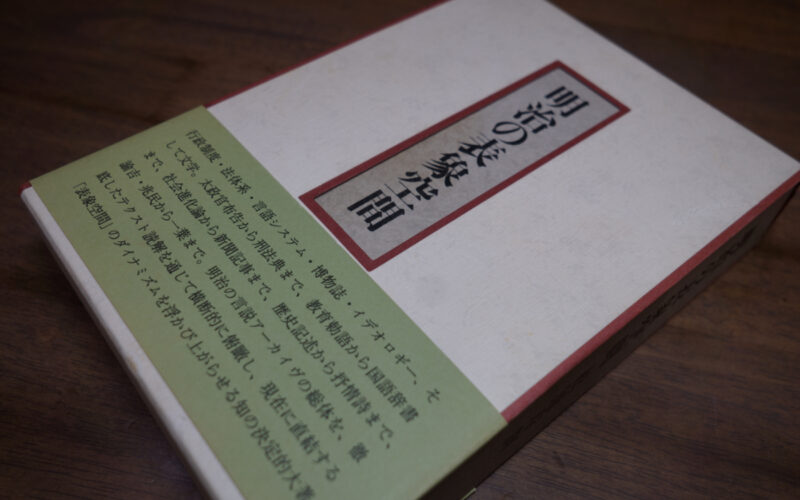 明治の表象空間
行政制度・法体系・言語システム・博物誌・イデオロギー、そ
して文学。太政官布告から刑法典まで、教育勅語から国語辞書
まで、社会進化論から新聞記事まで、歴史記述から抒情詩まで、
諭吉・兆民から一葉まで。明治の言説アーカイヴの総体を、徹
底したテクスト読解を通じて横断的に俯瞰し、現在に直結する
「表象空間」のダイナミズムを浮かび上がらせる知の決定的大著